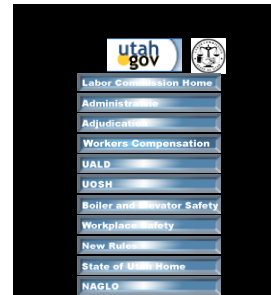 utah
gov
Labor Commission Home
Administrative
Adjudication
Workers Compensation
UALD
UOSH
Boiler and Elevator Safety
Workplace Safety
New Rules
State of Utah Home
NAGLO